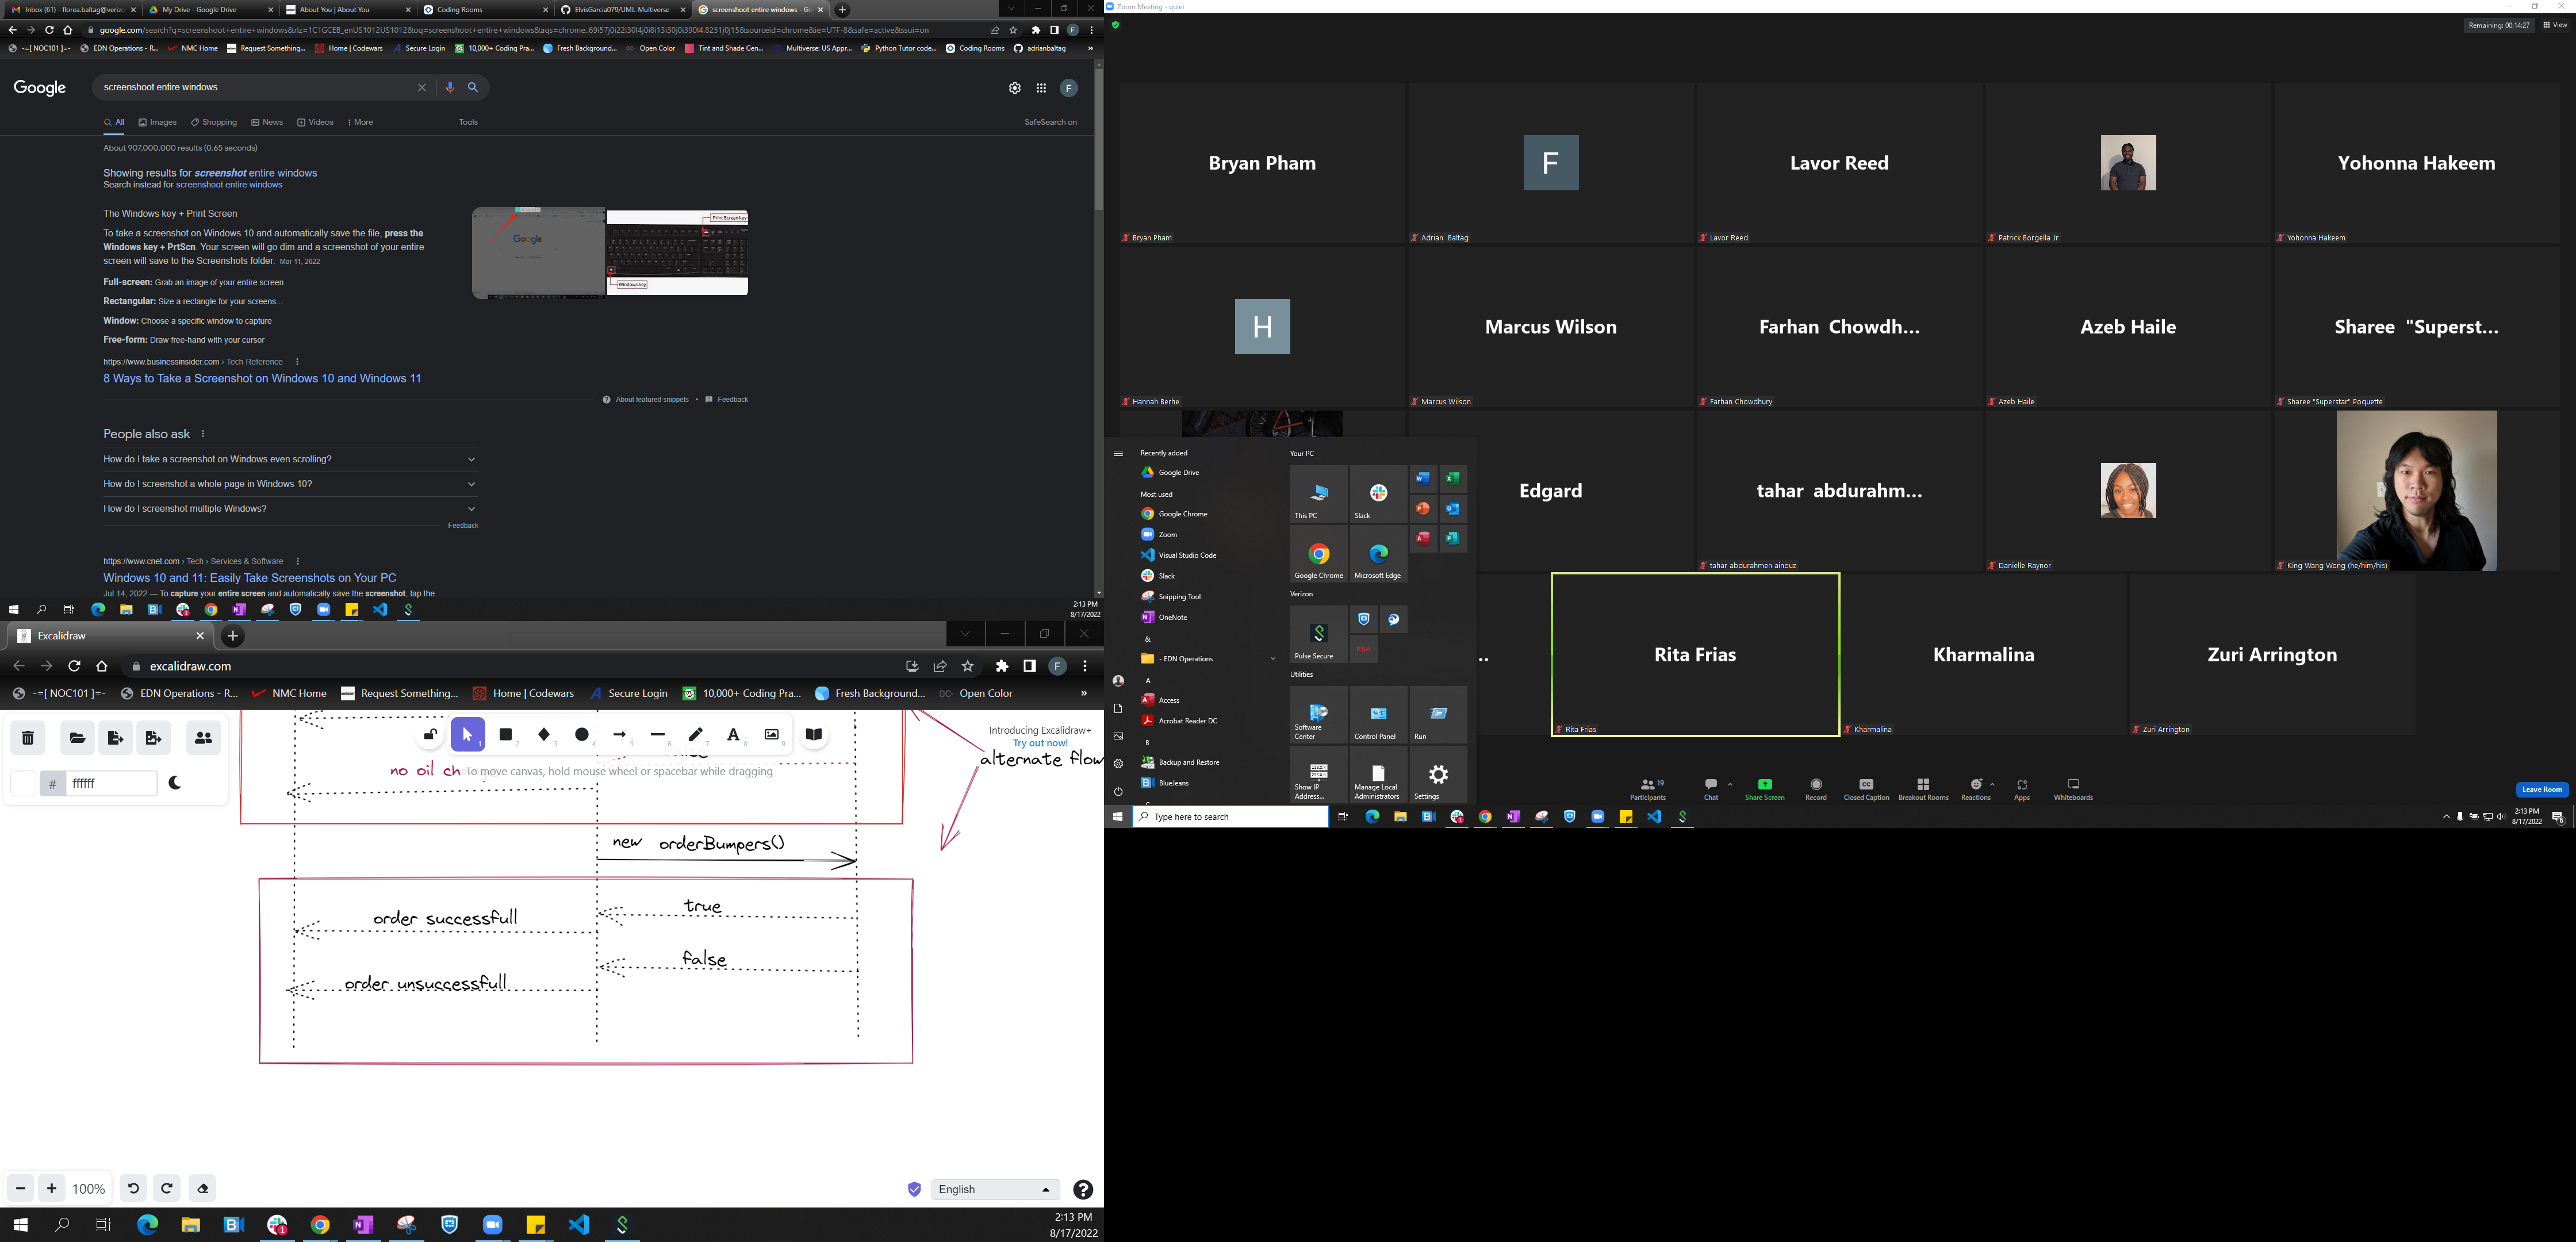 Inbox (61) - florea.baltag@veriz
My Drive - Google Drive
About You | About You
Coding Rooms
ElvisGarcia079/UML-Multiverse
screenshoot entire windows - Go
google.com/search?q=screenshoot+entire+windows&rlz=1C1GCEB_enUS1012US1012&oq=screenshoot+entire+windows&aqs=chrome..69i57j0i22i30l4j0i8i13i30j0i390l4.8251j0j15&sourceid=chrome&ie=UTF-8&safe=active&ssui=on
-=[ NOC101 ]=-
EDN Operations - R...
NMC Home
Request Something...
Home | Codewars
Secure Login
10,000+ Coding Pra...
Fresh Background...
Open Color
Tint and Shade Gen...
Multiverse: US Appr...
Python Tutor code...
Coding Rooms
adrianbaltag
»
Google
screenshoot entire windows
F
All
Images
Shopping
News
Videos
More
Tools
SafeSearch on
About 907,000,000 results (0.65 seconds)
Showing results for screenshot entire windows
Search instead for screenshoot entire windows
The Windows key + Print Screen
To take a screenshot on Windows 10 and automatically save the file, press the
Windows key + PrtScn. Your screen will go dim and a screenshot of your entire
screen will save to the Screenshots folder. Mar 11, 2022
Print Screen key
Google
Windows key
Full-screen: Grab an image of your entire screen
Rectangular: Size a rectangle for your screens...
Window: Choose a specific window to capture
Free-form: Draw free-hand with your cursor
https://www.businessinsider.com › Tech Reference
8 Ways to Take a Screenshot on Windows 10 and Windows 11
About featured snippets • Feedback
People also ask
How do I take a screenshot on Windows even scrolling?
How do I screenshot a whole page in Windows 10?
How do I screenshot multiple Windows?
Feedback
https://www.cnet.com › Tech › Services & Software
Windows 10 and 11: Easily Take Screenshots on Your PC
Jul 14, 2022 — To capture your entire screen and automatically save the screenshot, tap the
2:13 PM
8/17/2022
Excalidraw
excalidraw.com
F
-=[ NOC101 ]=-
EDN Operations - R...
NMC Home
Request Something...
Home | Codewars
Secure Login
10,000+ Coding Pra...
Fresh Background...
Open Color
»
1 2 3 4 5 6 7 8 9
Introducing Excalidraw+
Try out now!
alternate flow
no oil ch
To move canvas, hold mouse wheel or spacebar while dragging
# ffffff
new orderBumpers()
true
order successfull
false
order unsuccessfull
100%
English
2:13 PM
8/17/2022
Zoom Meeting - quiet
Remaining: 00:14:27
View
Bryan Pham
F
Lavor Reed
Yohonna Hakeem
Bryan Pham
Adrian Baltag
Lavor Reed
Patrick Borgella Jr
Yohonna Hakeem
H
Marcus Wilson
Farhan Chowdh...
Azeb Haile
Sharee "Superst...
Hannah Berhe
Marcus Wilson
Farhan Chowdhury
Azeb Haile
Sharee "Superstar" Poquette
Edgard
tahar abdurahm...
tahar abdurahmen ainouz
Danielle Raynor
King Wang Wong (he/him/his)
..
Rita Frias
Kharmalina
Zuri Arrington
Rita Frias
Kharmalina
Zuri Arrington
Recently added
Google Drive
Most used
Google Chrome
Zoom
Visual Studio Code
Slack
Snipping Tool
OneNote
&
- EDN Operations
A
Access
Acrobat Reader DC
B
Backup and Restore
BlueJeans
Your PC
This PC
Slack
Google Chrome
Microsoft Edge
Verizon
Pulse Secure
RSA
Utilities
Software
Center
Control Panel
Run
Show IP
Address...
Manage Local
Administrators
Settings
Participants
19
Chat
Share Screen
Record
Closed Caption
Breakout Rooms
Reactions
Apps
Whiteboards
Leave Room
Type here to search
2:13 PM
8/17/2022